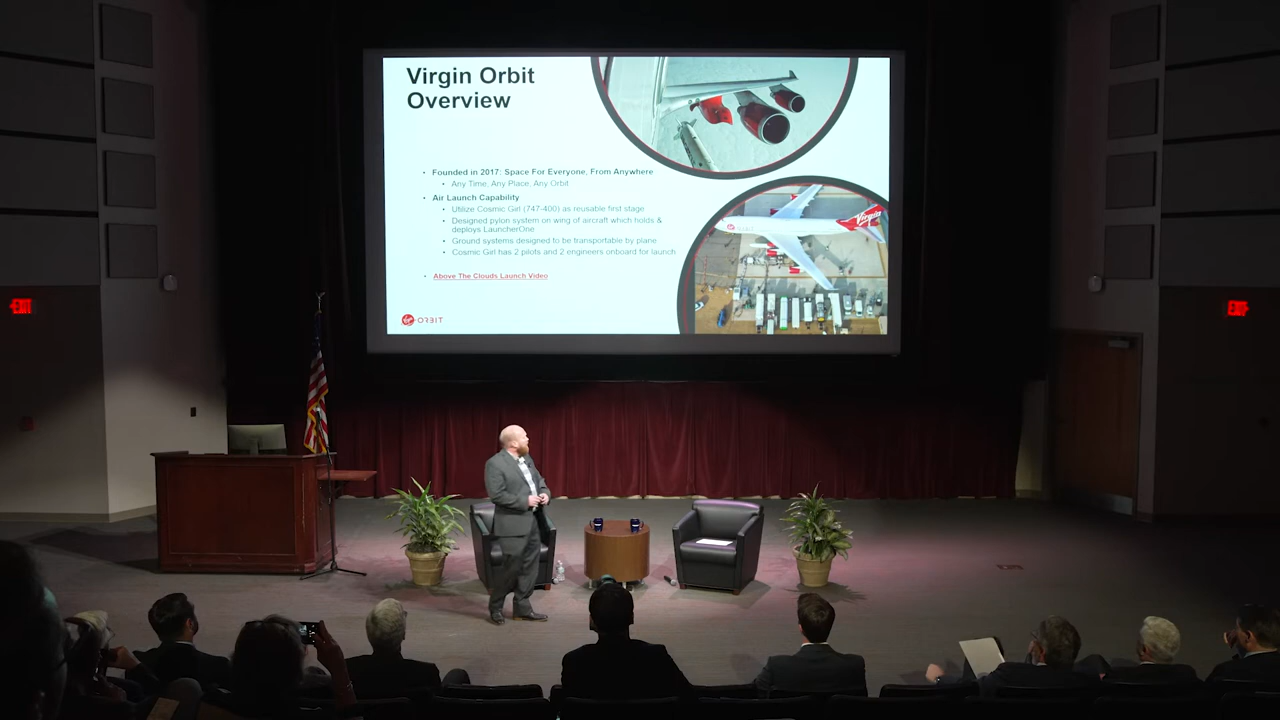 Virgin Orbit
Overview
• Founded in 2017: Space For Everyone, From Anywhere
• Any Time, Any Place, Any Orbit
• Air Launch Capability
• Utilize Cosmic Girl (747-400) as reusable first stage
• Designed pylon system on wing of aircraft which holds &
deploys LauncherOne
• Ground systems designed to be transportable by plane
• Cosmic Girl has 2 pilots and 2 engineers onboard for launch
• Above The Clouds Launch Video
Virgin ORBIT
Virgin
ORBIT
EXIT
EXIT